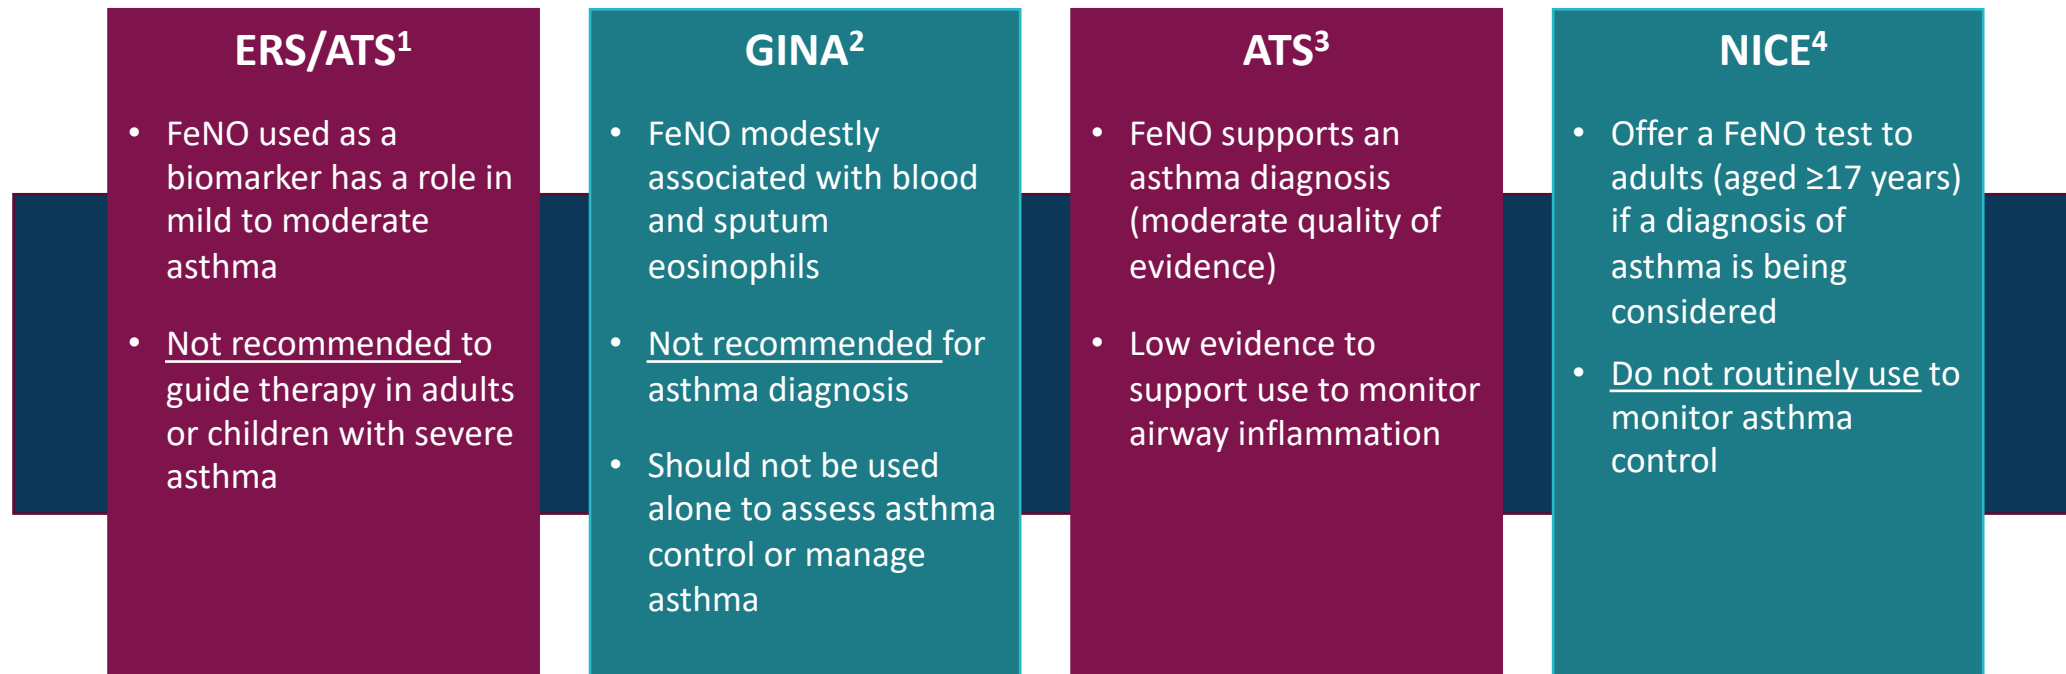 ERS/ATS1
• FeNO used as a
biomarker has a role in
mild to moderate
asthma
• Not recommended to
guide therapy in adults
or children with severe
asthma
GINA2
• FeNO modestly
associated with blood
and sputum
eosinophils
• Not recommended for
asthma diagnosis
• Should not be used
alone to assess asthma
control or manage
asthma
ATS3
• FeNO supports an
asthma diagnosis
(moderate quality of
evidence)
• Low evidence to
support use to monitor
airway inflammation
NICE4
• Offer a FeNO test to
adults (aged ≥17 years)
if a diagnosis of
asthma is being
considered
• Do not routinely use to
monitor asthma
control